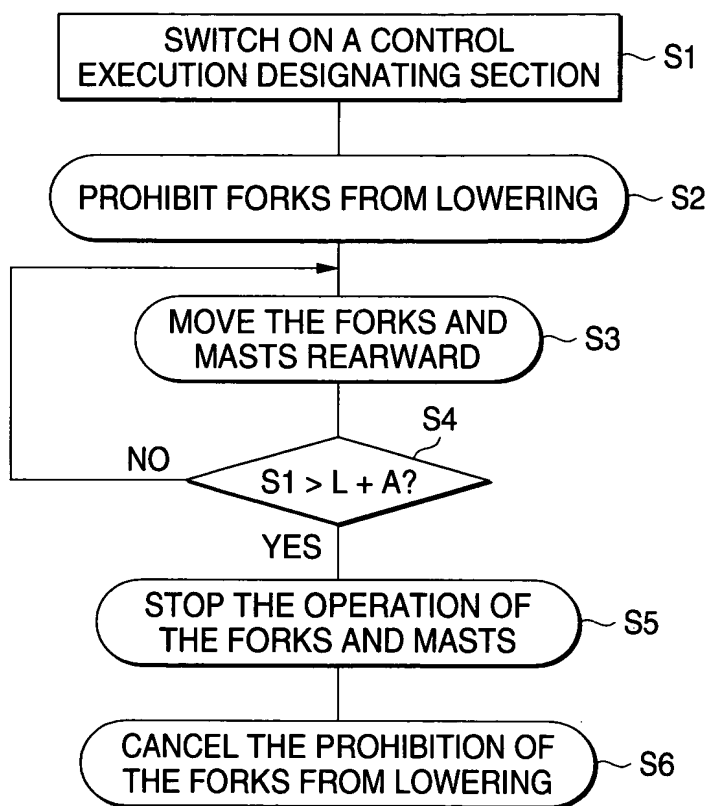 SWITCH ON A CONTROL
EXECUTION DESIGNATING SECTION
S1
PROHIBIT FORKS FROM LOWERING
S2
MOVE THE FORKS AND
MASTS REARWARD
S3
S4
NO
S1 > L + A?
YES
STOP THE OPERATION OF
THE FORKS AND MASTS
S5
CANCEL THE PROHIBITION OF
THE FORKS FROM LOWERING
S6